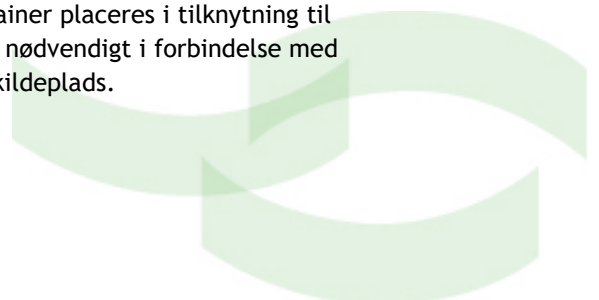 ainer placeres i tilknytning til
nødvendigt i forbindelse med
kildeplads.